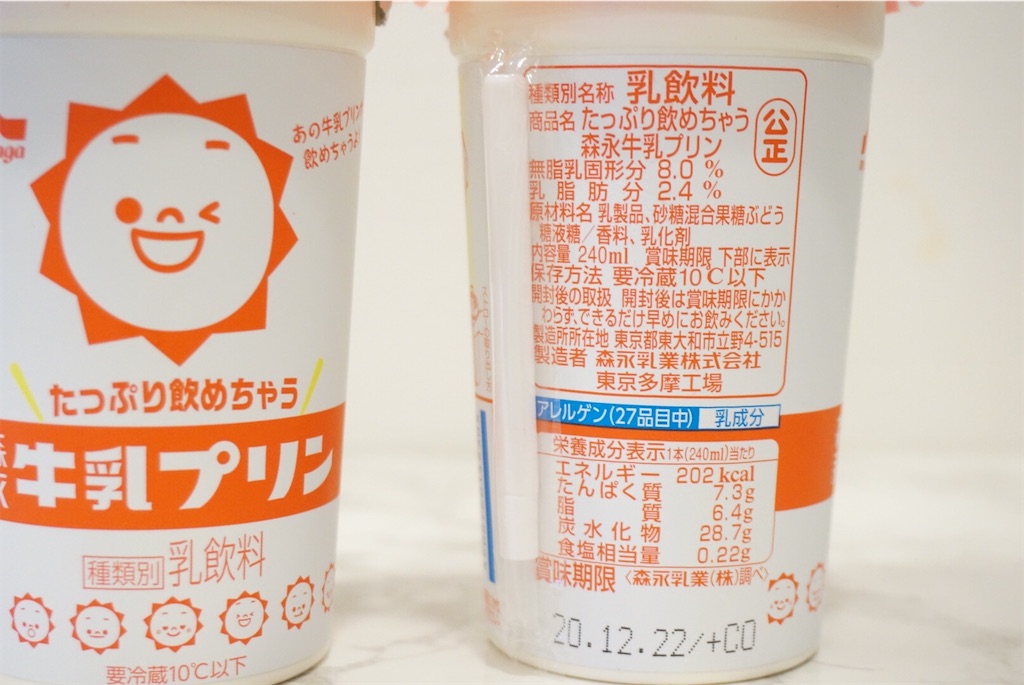 あの牛乳プリン
飲めちゃうよ
たっぷり飲めちゃう
牛乳プリン
種類別 乳飲料
要冷蔵10℃以下
種類別名称 乳飲料
公正
商品名 たっぷり飲めちゃう
森永牛乳プリン
無脂乳固形分 8.0 %
乳脂肪分 2.4 %
原材料名 乳製品、砂糖混合果糖ぶどう
糖液糖/香料、乳化剤
内容量 240ml 賞味期限 下部に表示
保存方法 要冷蔵10℃以下
開封後の取扱 開封後は賞味期限にかか
わらず、できるだけ早めにお飲みください。
製造所所在地 東京都東大和市立野4-515
製造者 森永乳業株式会社
東京多摩工場
アレルゲン(27品目中) 乳成分
栄養成分表示1本(240ml)当たり
エネルギー 202kcal
たんぱく質 7.3g
脂質 6.4g
炭水化物 28.7g
食塩相当量 0.22g
賞味期限 〈森永乳業(株)調べ〉
20.12.22/+CO